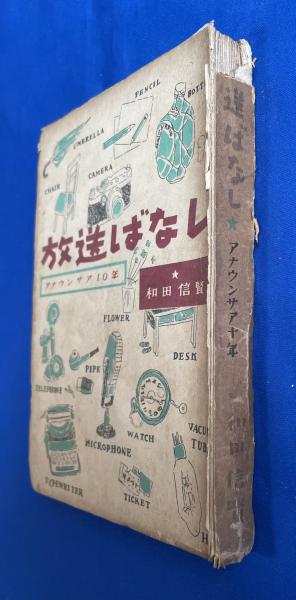 PENCIL
BOTT
UMBRELLA
CAMERA
CHAIR
放送ばなし
アナウンサア10年
★
和田信賢
FLOWER
DESK
PIPE
TELEPHONE
WATCH
VACU
TUB
MICROPHONE
TICKET
TYPEWRITER
H
送ばなし★アナウンサア十年 和田信賢